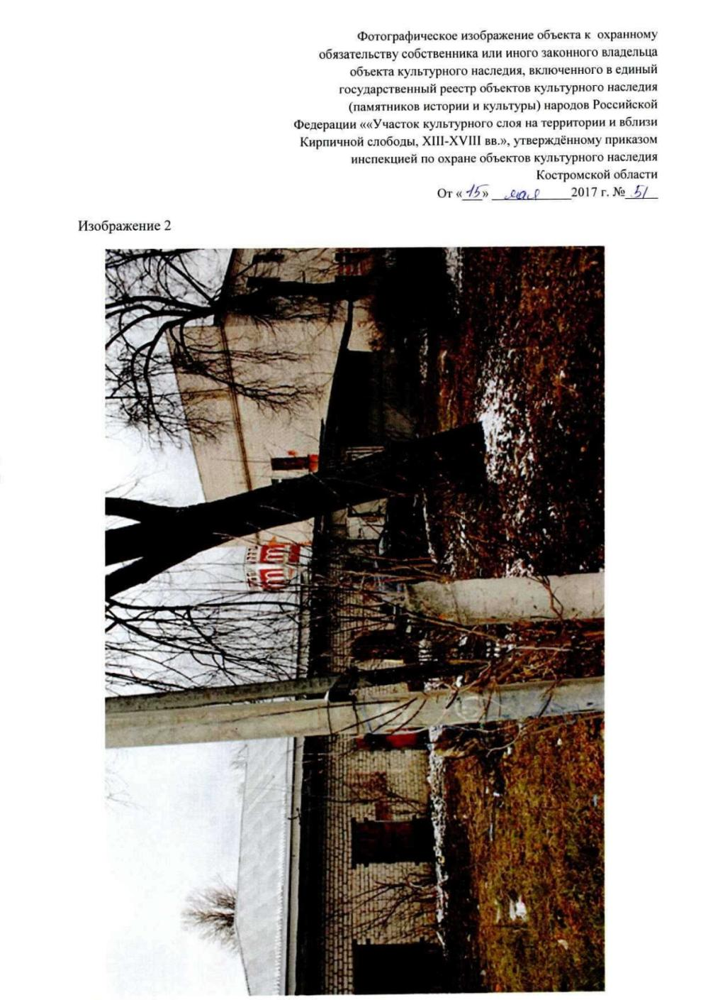 Фотографическое изображение объекта к охранному
обязательству собственника или иного законного владельца
объекта культурного наследия, включенного в единый
государственный реестр объектов культурного наследия
(памятников истории и культуры) народов Российской
Федерации ««Участок культурного слоя на территории и вблизи
Кирпичной слободы, XIII-XVIII вв.», утверждённому приказом
инспекцией по охране объектов культурного наследия
Костромской области
От «15» мая 2017 г. № 51
Изображение 2